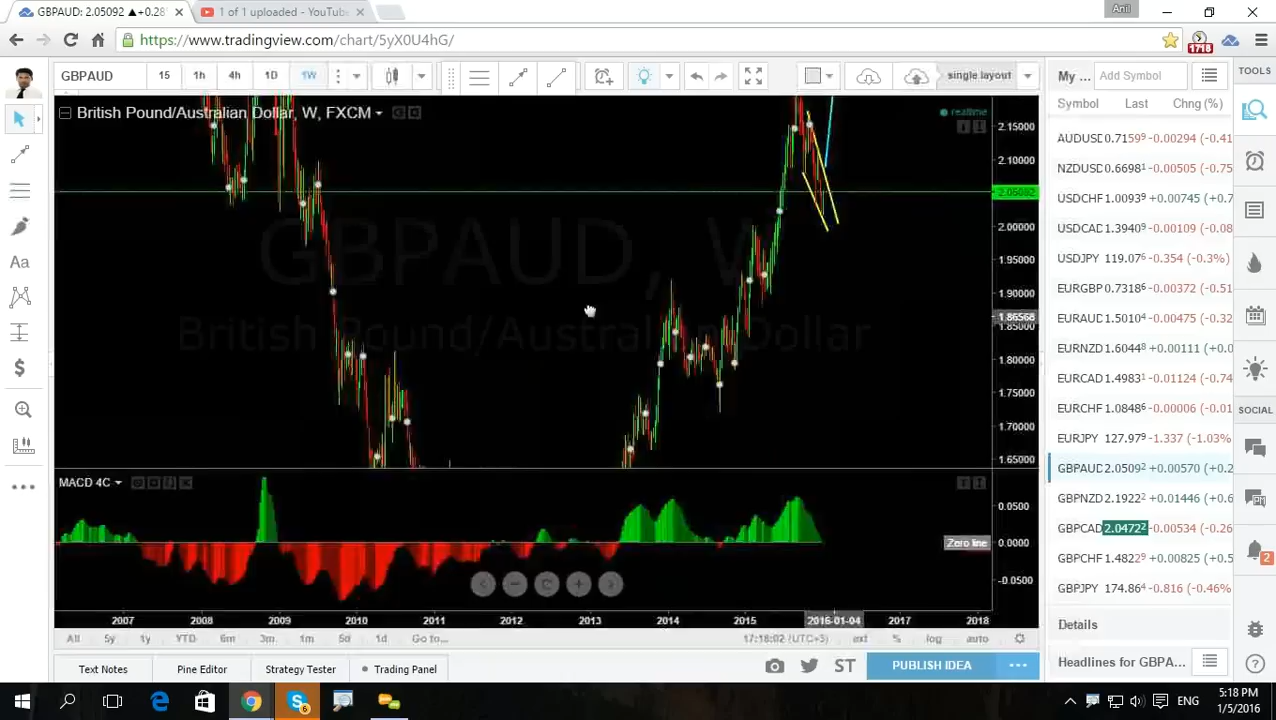 GBPAUD: 2.05092 ▲+0.28
1 of 1 uploaded - YouTube
Anil
https://www.tradingview.com/chart/5yX0U4hG/
1718
GBPAUD 15 1h 4h 1D 1W single layout
My ... Add Symbol TOOLS
British Pound/Australian Dollar, W, FXCM
realtime
Symbol Last Chng (%)
AUDUSD 0.71599 -0.00294 (-0.41
NZDUSD 0.66981 -0.00505 (-0.75
USDCHF 1.00939 +0.00745 (+0.7
USDCAD 1.39409 -0.00109 (-0.08
USDJPY 119.076 -0.354 (-0.3%)
EURGBP 0.73186 -0.00372 (-0.51
EURAUD 1.50104 -0.00475 (-0.32
EURNZD 1.60448 +0.00111 (+0.0
EURCAD 1.49831 -0.01124 (-0.74
EURCHF 1.08486 -0.00006 (-0.01
EURJPY 127.979 -1.337 (-1.03%)
GBPAUD 2.05092 +0.00570 (+0.2
GBPNZD 2.19222 +0.01446 (+0.6
GBPCAD 2.04722 -0.00534 (-0.26
GBPCHF 1.48229 +0.00825 (+0.5
GBPJPY 174.864 -0.816 (-0.46%)
Details
Headlines for GBPA...
SOCIAL
2
2.15000
2.10000
2.05092
2.00000
1.95000
1.90000
1.86568
1.85000
1.80000
1.75000
1.70000
1.65000
GBPAUD, W
British Pound/Australian Dollar
Aa
$
MACD 4C
0.0500
Zero line 0.0000
-0.0500
2007 2008 2009 2010 2011 2012 2013 2014 2015 2016-01-04 2017 2018
All 5y 1y YTD 6m 3m 1m 5d 1d Go to... 17:18:02 (UTC+5) ext % log auto
Text Notes Pine Editor Strategy Tester Trading Panel ST PUBLISH IDEA ...
ENG
5:18 PM
1/5/2016